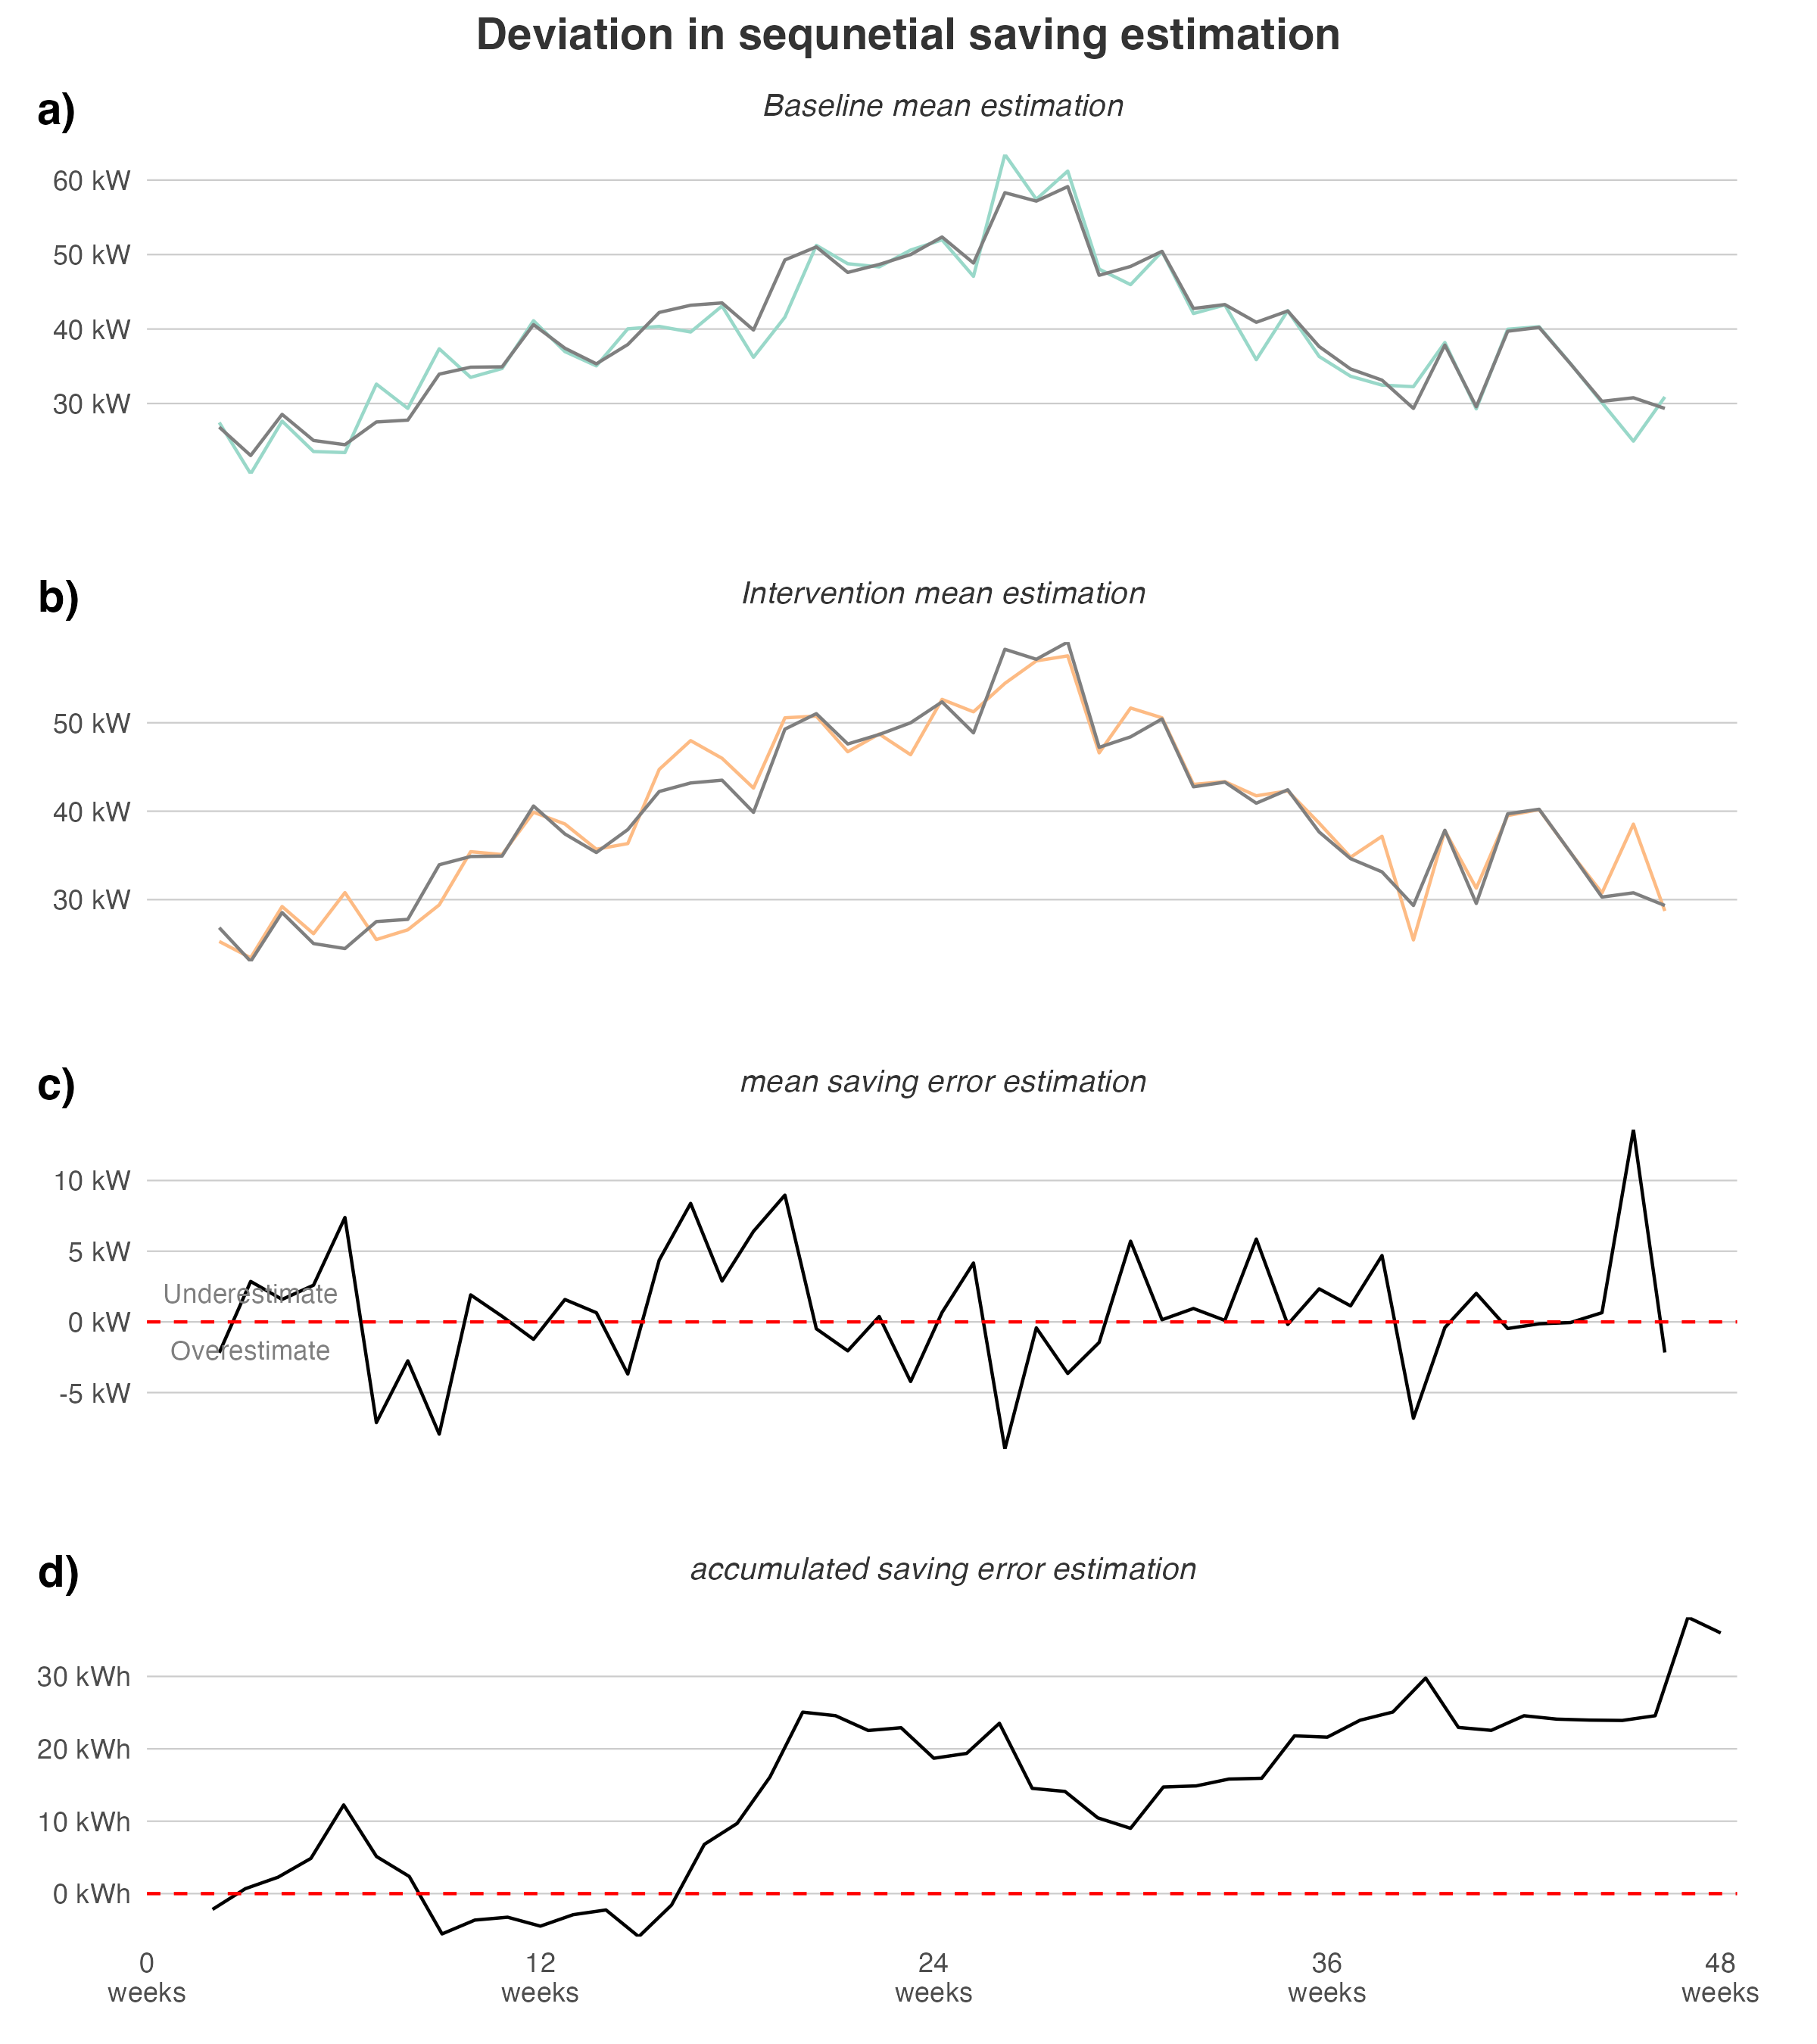 Deviation in sequnetial saving estimation
a)
Baseline mean estimation
60 kW
50 kW
40 kW
30 kW
b)
Intervention mean estimation
50 kW
40 kW
30 kW
c)
mean saving error estimation
10 kW
5 kW
Underestimate
0 kW
Overestimate
-5 kW
d)
accumulated saving error estimation
30 kWh
20 kWh
10 kWh
0 kWh
0 12 24 36 48
weeks weeks weeks weeks weeks